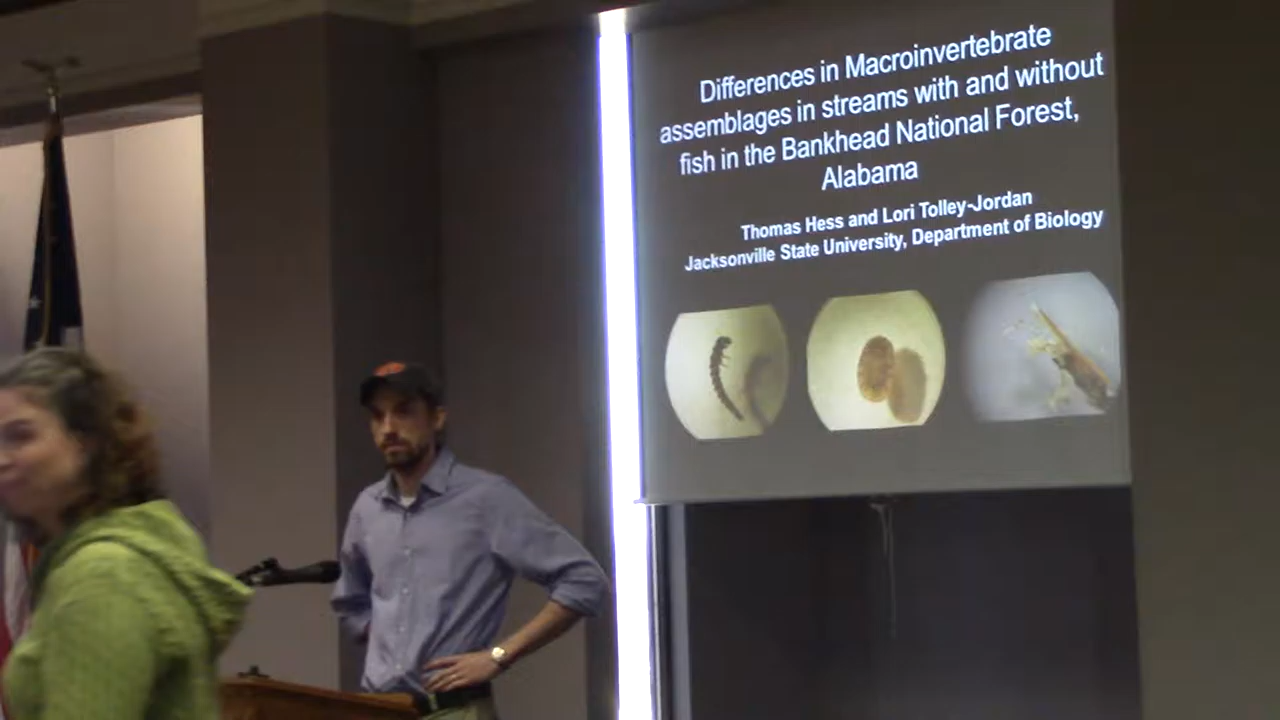 Differences in Macroinvertebrate
assemblages in streams with and without
fish in the Bankhead National Forest,
Alabama
Thomas Hess and Lori Tolley-Jordan
Jacksonville State University, Department of Biology